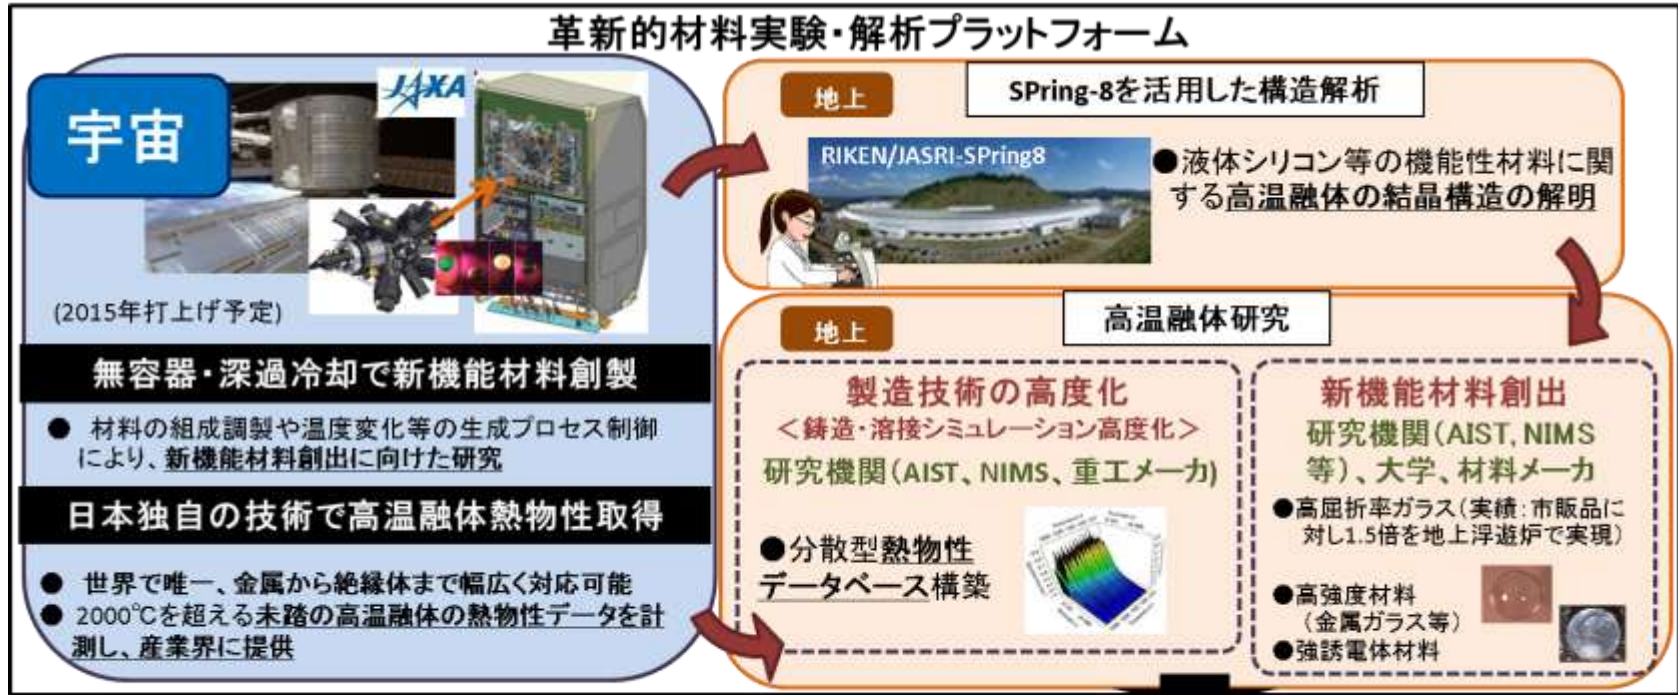 革新的材料実験・解析プラットフォーム
宇宙
JAXA
(2015年打上げ予定)
無容器・深過冷却で新機能材料創製
● 材料の組成調製や温度変化等の生成プロセス制御
により、新機能材料創出に向けた研究
日本独自の技術で高温融体熱物性取得
● 世界で唯一、金属から絶縁体まで幅広く対応可能
● 2000℃を超える未踏の高温融体の熱物性データを計
測し、産業界に提供
地上
SPring-8を活用した構造解析
RIKEN/JASRI-SPring8
●液体シリコン等の機能性材料に関
する高温融体の結晶構造の解明
地上
高温融体研究
製造技術の高度化
＜鋳造・溶接シミュレーション高度化＞
研究機関(AIST、NIMS、重工メーカ)
●分散型熱物性
データベース構築
新機能材料創出
研究機関(AIST, NIMS
等)、大学、材料メーカ
●高屈折率ガラス(実績:市販品に
対し1.5倍を地上浮遊炉で実現)
●高強度材料
(金属ガラス等)
●強誘電体材料